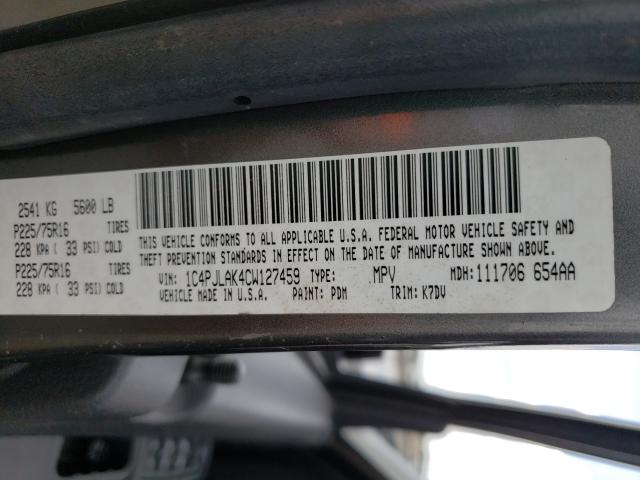 2541 KG 5600 LB
P225/75R16 TIRES
228 KPA ( 33 PSI) COLD
P225/75R16 TIRES
228 KPA ( 33 PSI) COLD
THIS VEHICLE CONFORMS TO ALL APPLICABLE U.S.A. FEDERAL MOTOR VEHICLE SAFETY AND
THEFT PREVENTION STANDARDS IN EFFECT ON THE DATE OF MANUFACTURE SHOWN ABOVE.
VIN: 1C4PJLAK4CW127459 TYPE: MPV MDH: 111706 654AA
VEHICLE MADE IN U.S.A. PAINT: PDM TRIM: K7DV